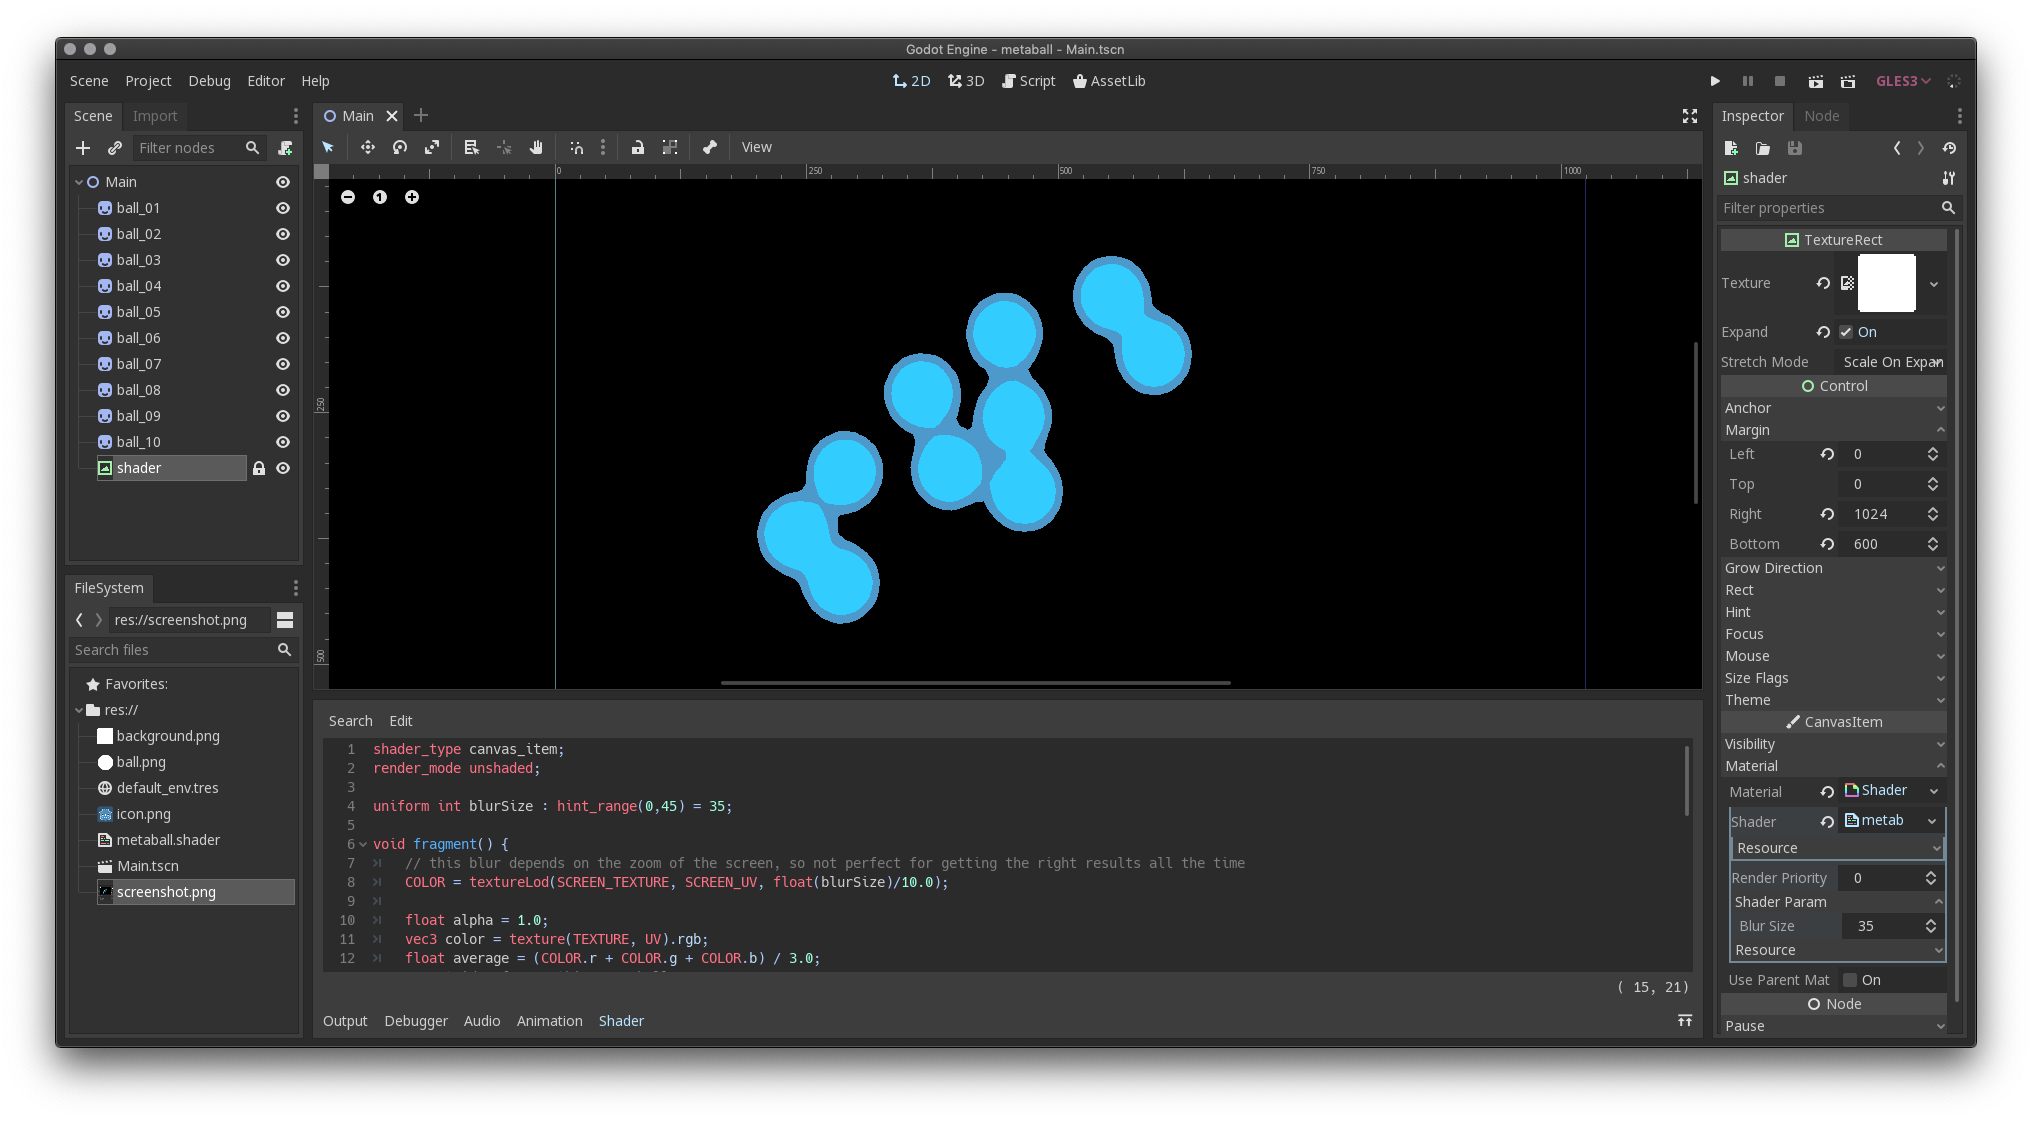 Godot Engine - metaball - Main.tscn
Scene Project Debug Editor Help
2D 3D Script AssetLib
GLES3
Scene Import
Filter nodes
Main
ball_01
ball_02
ball_03
ball_04
ball_05
ball_06
ball_07
ball_08
ball_09
ball_10
shader
FileSystem
res://screenshot.png
Search files
Favorites:
res://
background.png
ball.png
default_env.tres
icon.png
metaball.shader
Main.tscn
screenshot.png
Main
View
0 250 500 750 1000
250
500
1
Search Edit
1 shader_type canvas_item;
2 render_mode unshaded;
3
4 uniform int blurSize : hint_range(0,45) = 35;
5
6 void fragment() {
7 // this blur depends on the zoom of the screen, so not perfect for getting the right results all the time
8 COLOR = textureLod(SCREEN_TEXTURE, SCREEN_UV, float(blurSize)/10.0);
9
10 float alpha = 1.0;
11 vec3 color = texture(TEXTURE, UV).rgb;
12 float average = (COLOR.r + COLOR.g + COLOR.b) / 3.0;
( 15, 21)
Output Debugger Audio Animation Shader
Inspector Node
shader
Filter properties
TextureRect
Texture
Expand On
Stretch Mode Scale On Expan
Control
Anchor
Margin
Left 0
Top 0
Right 1024
Bottom 600
Grow Direction
Rect
Hint
Focus
Mouse
Size Flags
Theme
CanvasItem
Visibility
Material
Material Shader
Shader metab
Resource
Render Priority 0
Shader Param
Blur Size 35
Resource
Use Parent Mat On
Node
Pause